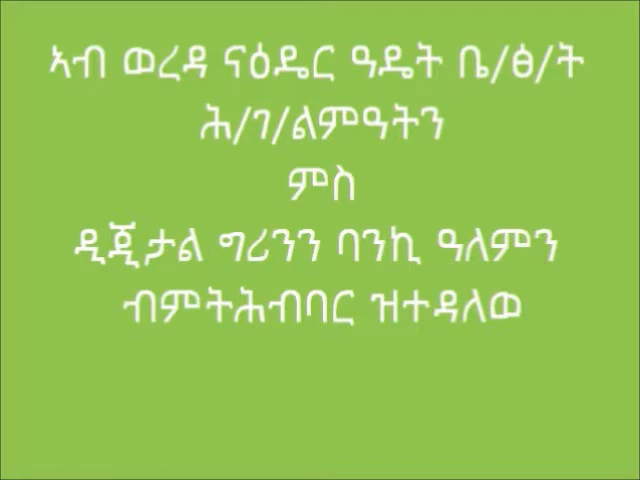 ኣብ ወረዳ ናዕዴር ዓዴት ቤ/ፅ/ት
ሕ/ገ/ልምዓትን
ምስ
ዲጂታል ግሪንን ባንኪ ዓለምን
ብምትሕብባር ዝተዳለወ